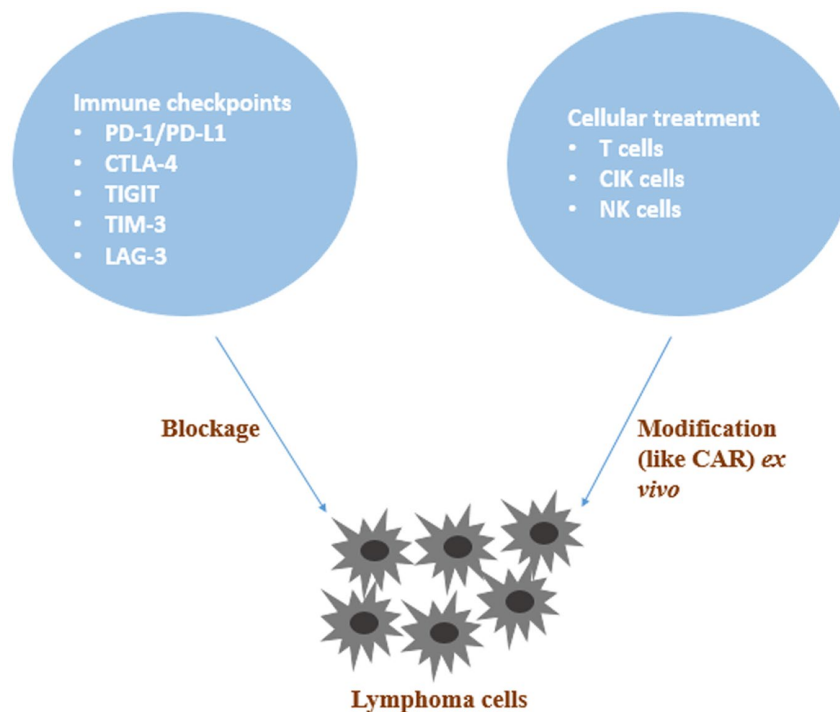 Immune checkpoints
• PD-1/PD-L1
• CTLA-4
• TIGIT
• TIM-3
• LAG-3
Cellular treatment
• T cells
• CIK cells
• NK cells
Blockage
Modification
(like CAR) ex
vivo
Lymphoma cells